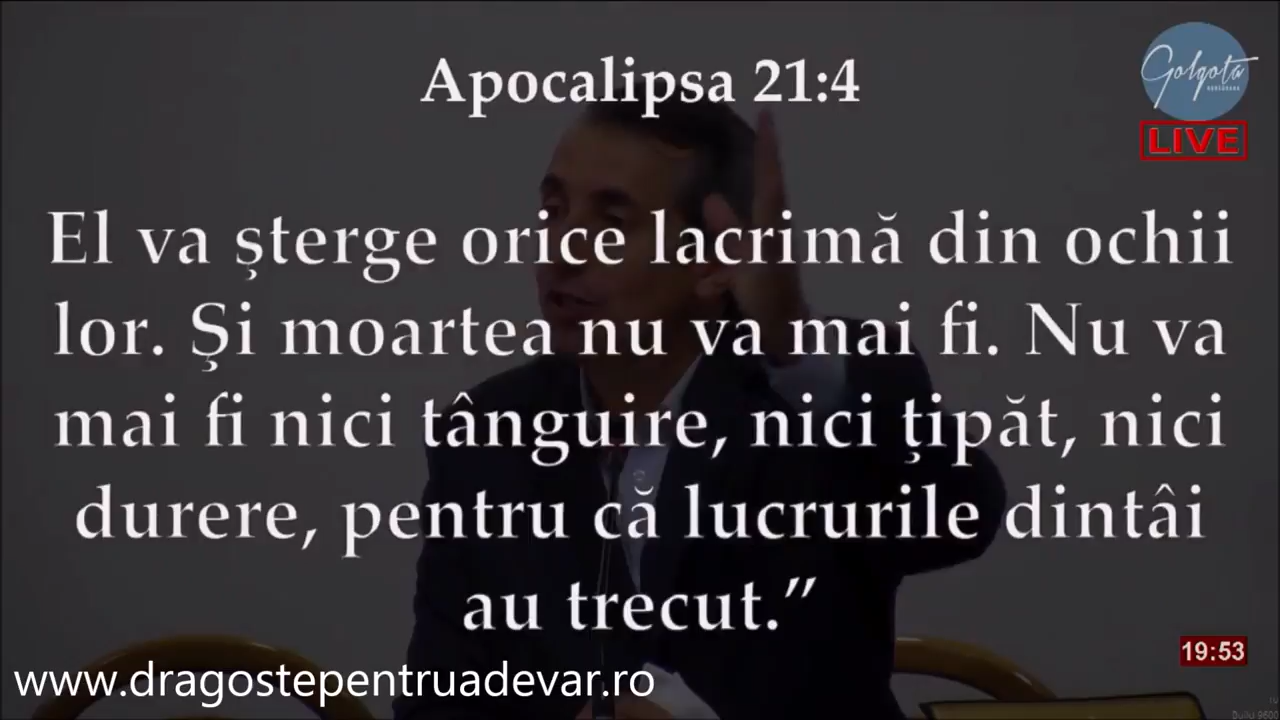 Apocalipsa 21:4
Golgota
LIVE
El va şterge orice lacrimă din ochii
lor. Şi moartea nu va mai fi. Nu va
mai fi nici tânguire, nici ţipăt, nici
durere, pentru că lucrurile dintâi
au trecut.”
19:53
www.dragostepentruadevar.ro